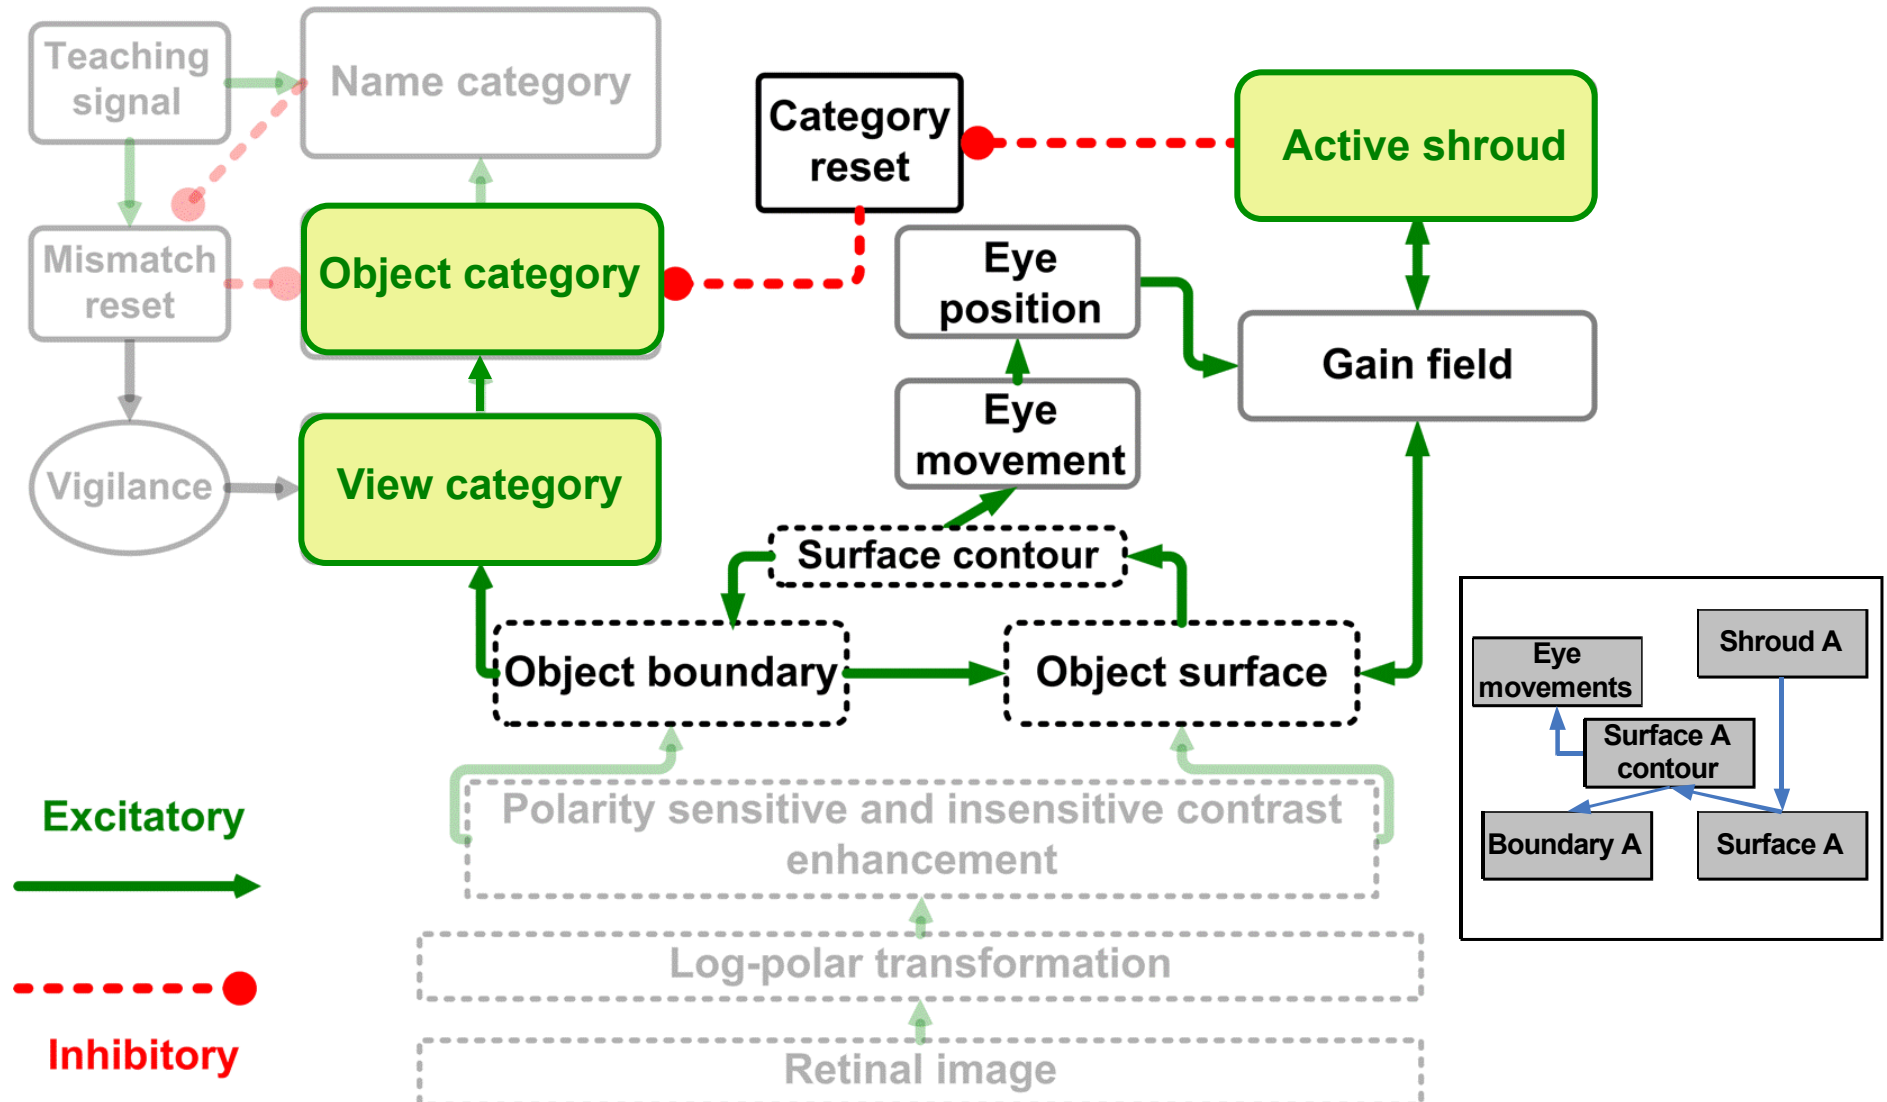 Teaching
signal
Name category
Category
reset
Active shroud
Mismatch
reset
Object category
Eye
position
Gain field
Eye
movement
Vigilance
View category
Surface contour
Object boundary
Object surface
Polarity sensitive and insensitive contrast
enhancement
Log-polar transformation
Retinal image
Excitatory
Inhibitory
Shroud A
Eye
movements
Surface A
contour
Boundary A
Surface A